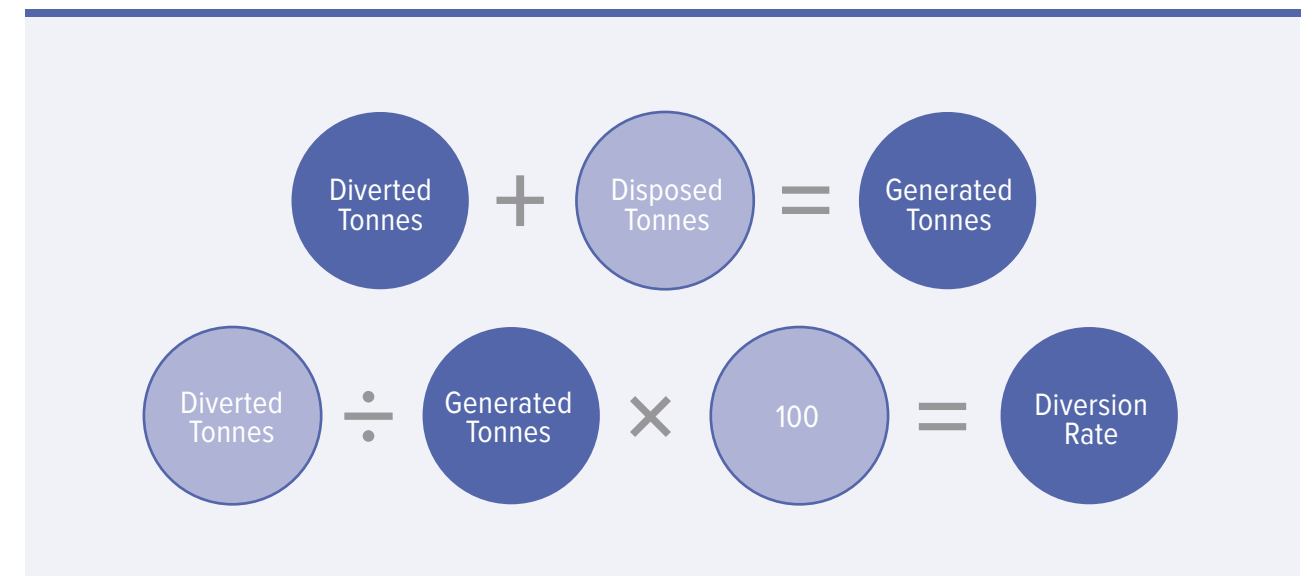 Diverted
Tonnes
+
Disposed
Tonnes
=
Generated
Tonnes
Diverted
Tonnes
÷
Generated
Tonnes
×
100
=
Diversion
Rate